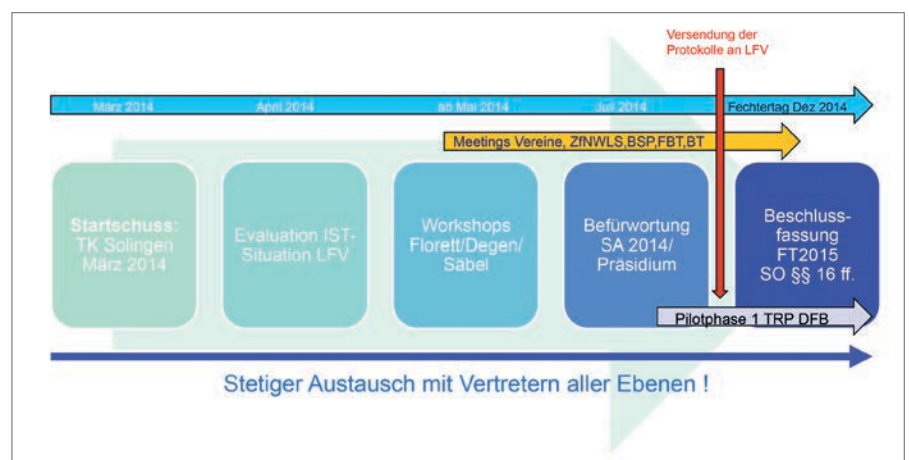 Versendung der
Protokolle an LFV
März 2014
April 2014
ab Mai 2014
Juli 2014
Fechtertag Dez 2014
Meetings Vereine, ZfNWLS,BSP,FBT,BT
Startschuss:
TK Solingen
März 2014
Evaluation IST-
Situation LFV
Workshops
Florett/Degen/
Säbel
Befürwortung
SA 2014/
Präsidium
Beschluss-
fassung
FT2015
SO §§ 16 ff.
Pilotphase 1 TRP DFB
Stetiger Austausch mit Vertretern aller Ebenen !